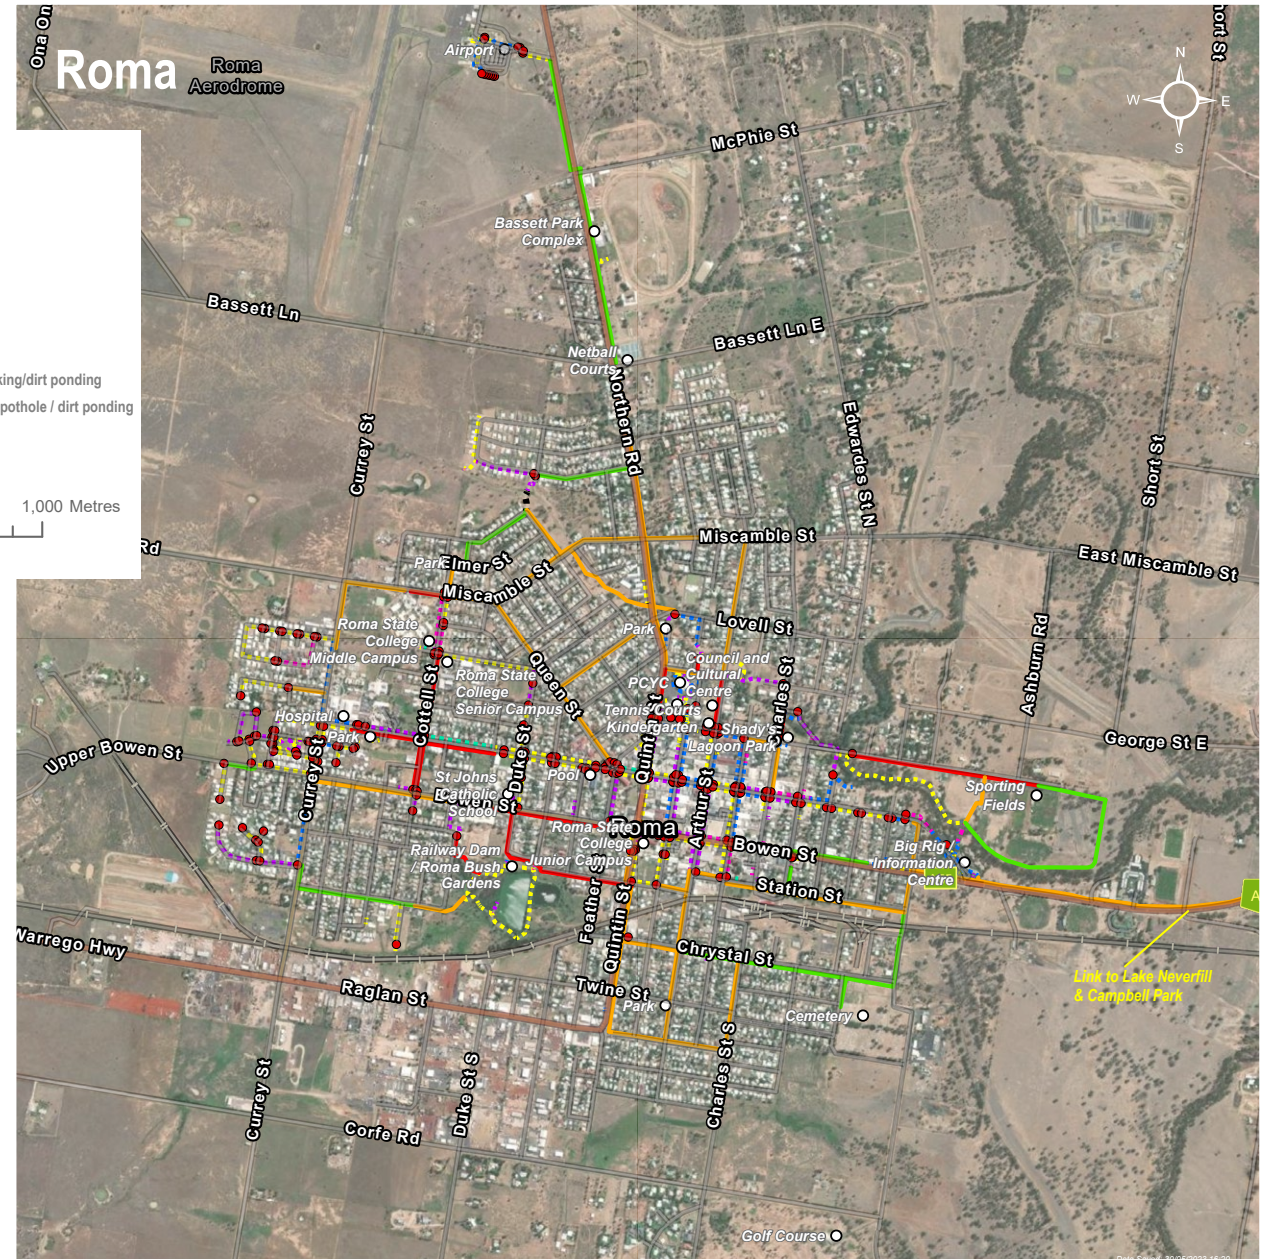 Roma
Roma
Aerodrome
Airport
Ona On
ort St
N
W
E
S
McPhie St
Bassett Park
Complex
Bassett Ln
Bassett Ln E
Netball
Courts
Northern Rd
Currey St
Edwardes St N
Short St
king/dirt ponding
pothole / dirt ponding
1,000 Metres
Rd
Miscamble St
East Miscamble St
Park
Elmer St
Miscamble St
Roma State
College
Middle Campus
Park
Lovell St
Ashburn Rd
Council and
Cultural
Centre
PCYC
Roma State
College
Senior Campus
Queen St
Cottell St
Charles St
Tennis Courts
Kindergarten
Shady's
Lagoon Park
Hospital
Park
Upper Bowen St
Currey St
Duke St
Quintin St
George St E
Pool
St Johns
Catholic
School
Bowen St
Arthur St
Sporting
Fields
Roma
Roma State
College
Junior Campus
Bowen St
Big Rig /
Information
Centre
Railway Dam
/ Roma Bush
Gardens
Station St
A
Feather S
Quintin St
Warrego Hwy
Chrystal St
Raglan St
Twine St
Park
Link to Lake Neverfill
& Campbell Park
Cemetery
Currey St
Duke St S
Charles St S
Corfe Rd
Golf Course